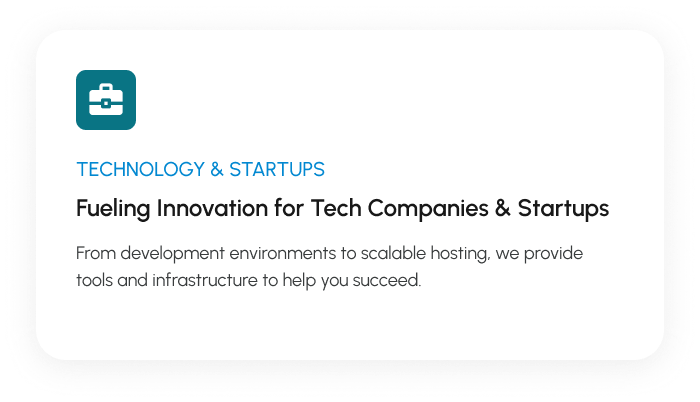 TECHNOLOGY & STARTUPS
Fueling Innovation for Tech Companies & Startups
From development environments to scalable hosting, we provide
tools and infrastructure to help you succeed.